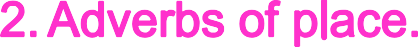 2. Adverbs of place.